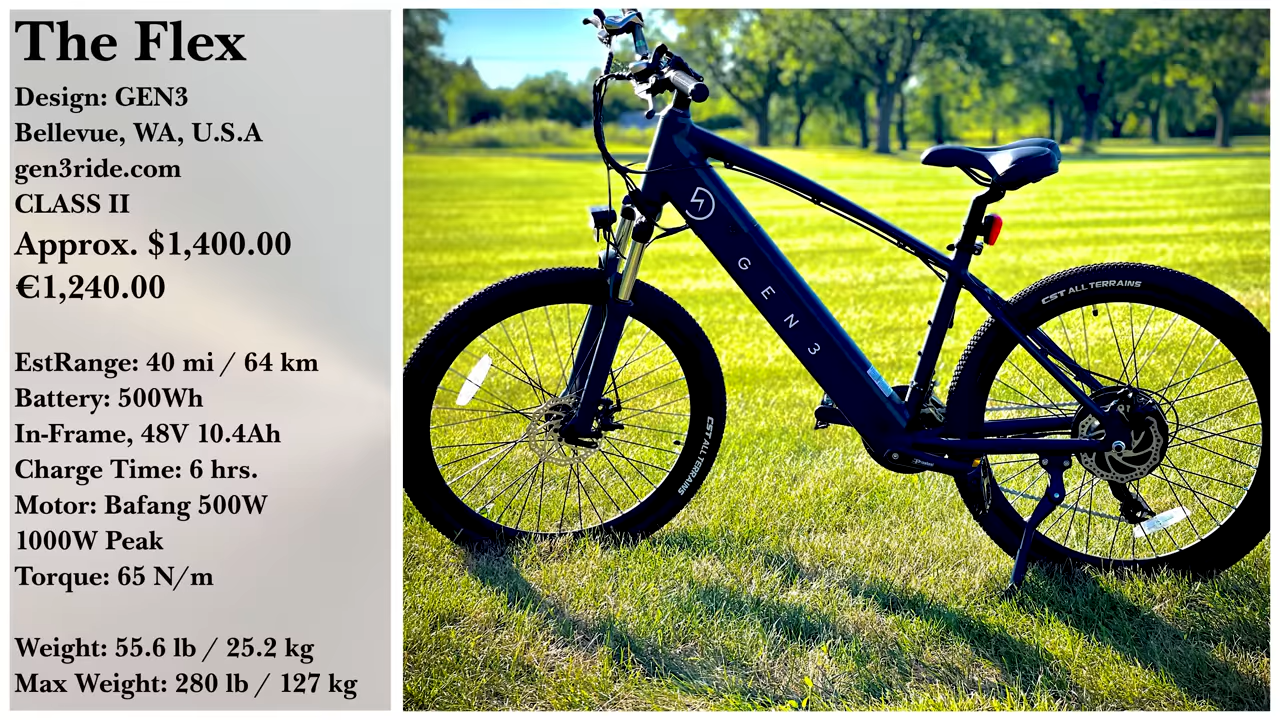 The Flex
Design: GEN3
Bellevue, WA, U.S.A
gen3ride.com
CLASS II
Approx. $1,400.00
€1,240.00
EstRange: 40 mi / 64 km
Battery: 500Wh
In-Frame, 48V 10.4Ah
Charge Time: 6 hrs.
Motor: Bafang 500W
1000W Peak
Torque: 65 N/m
Weight: 55.6 lb / 25.2 kg
Max Weight: 280 lb / 127 kg
GEN3
CST ALL TERRAINS
CST ALL TERRAINS